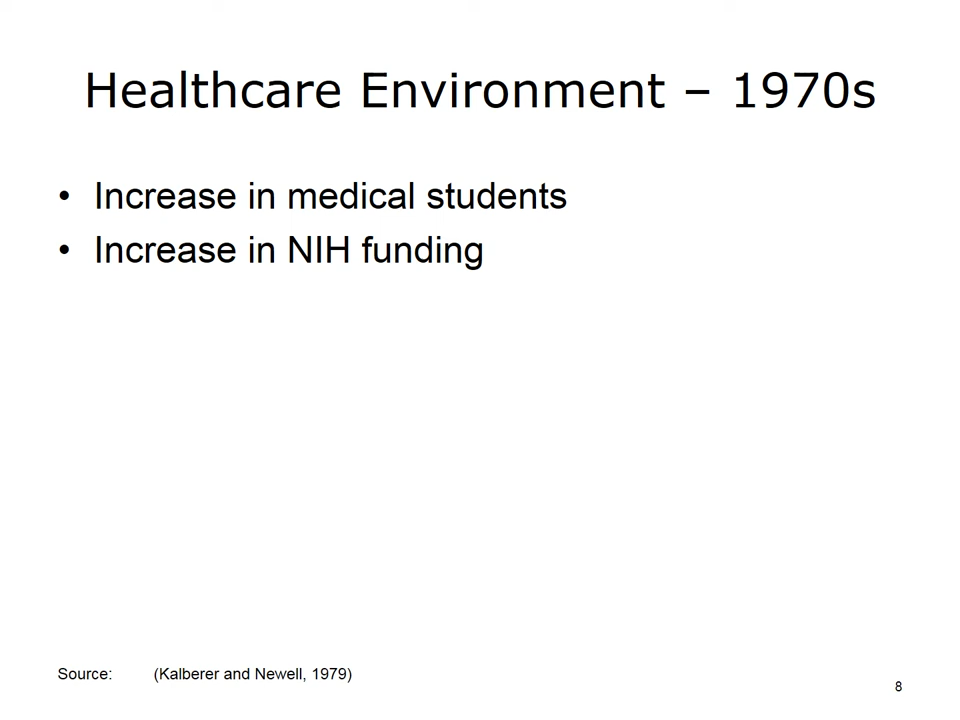 Healthcare Environment – 1970s
• Increase in medical students
• Increase in NIH funding
Source: (Kalberer and Newell, 1979)
8